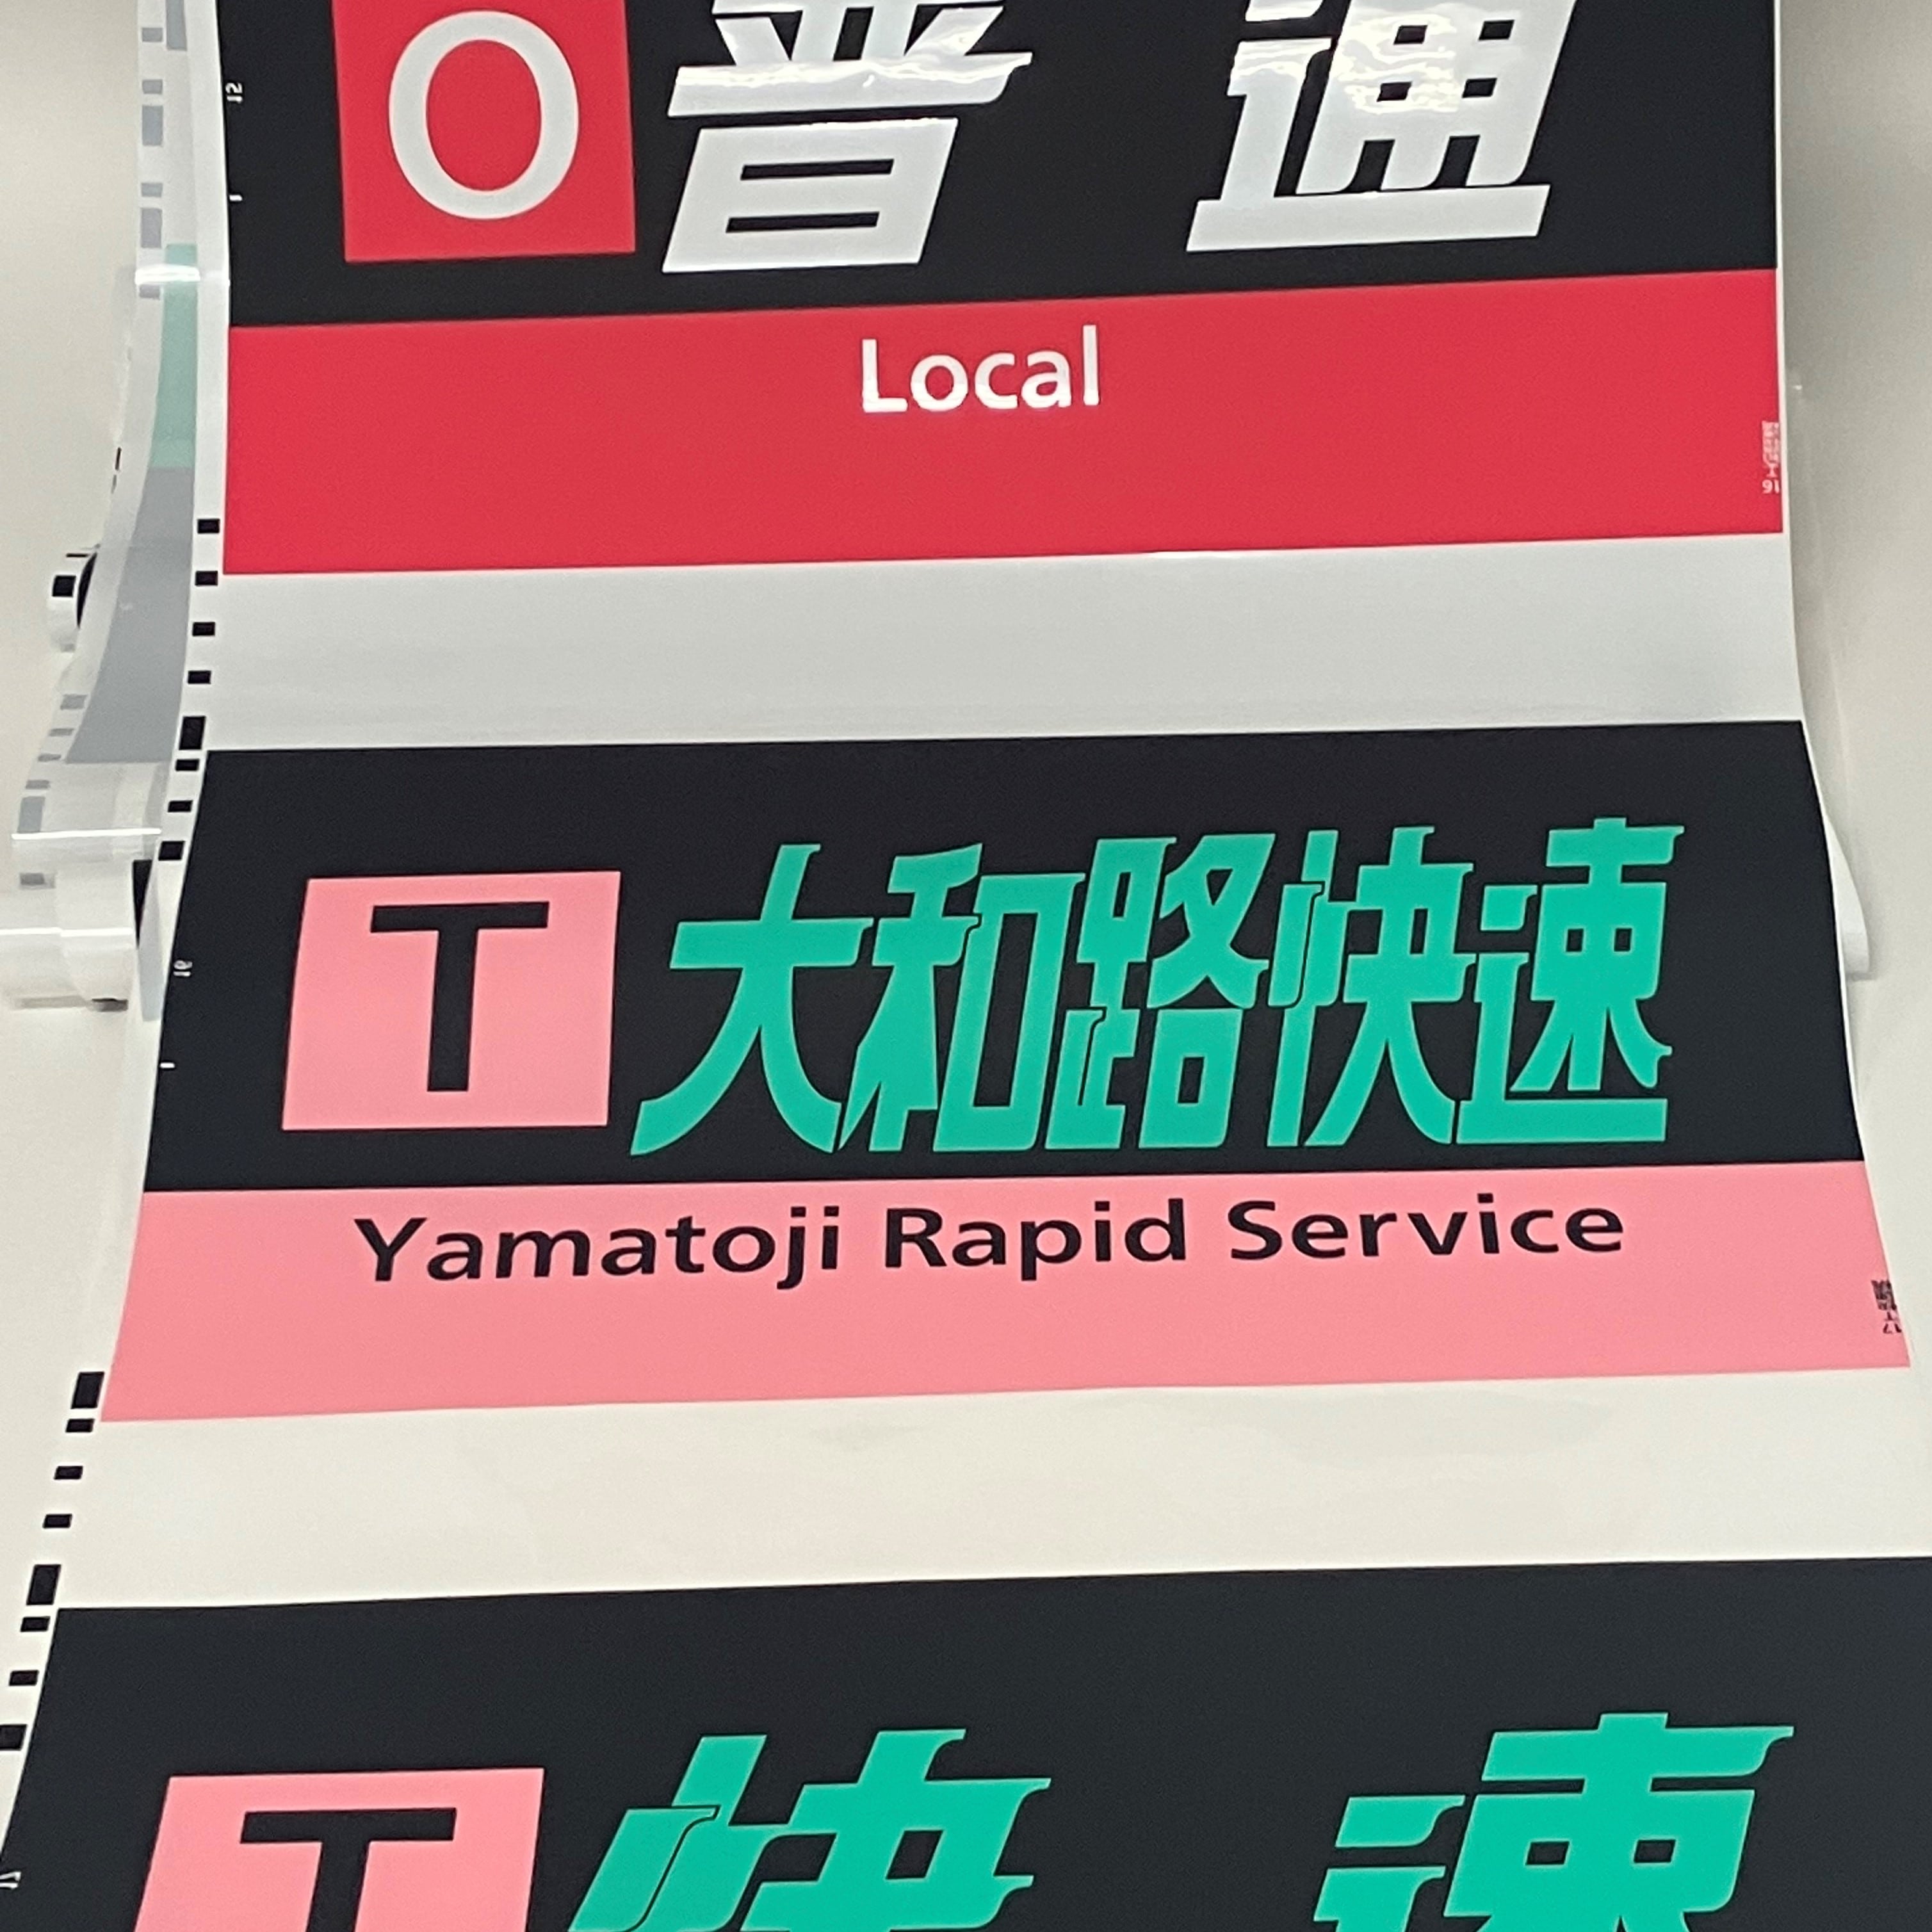 O 普通
Local
T 大和路快速
Yamatoji Rapid Service
T 快速